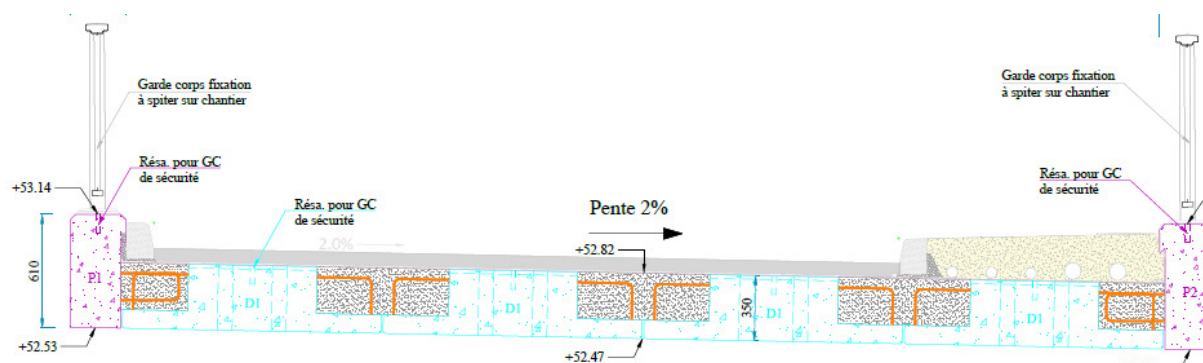 Garde corps fixation
à spiter sur chantier
Garde corps fixation
à spiter sur chantier
Résa. pour GC
de sécurité
Résa. pour GC
de sécurité
+53.14
Résa. pour GC
de sécurité
Pente 2%
2.0%
+52.82
610
P1
D1
D1
350
D1
D1
P2
+52.53
+52.47